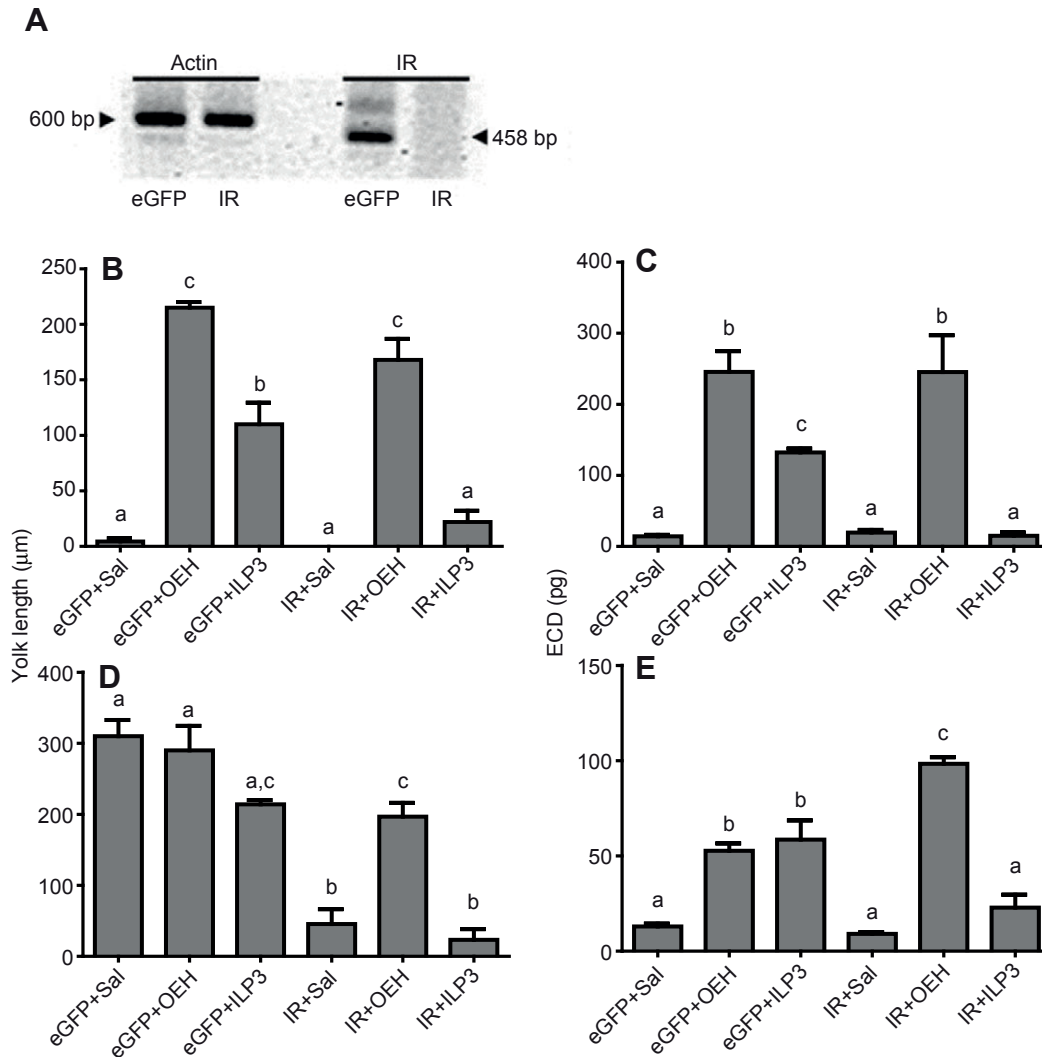 A
Actin IR
600 bp 458 bp
eGFP IR eGFP IR
B
Yolk length (µm)
250
200
150
100
50
0
a c b a c a
eGFP+Sal eGFP+OEH eGFP+ILP3 IR+Sal IR+OEH IR+ILP3
C
ECD (pg)
400
300
200
100
0
a b c a b a
eGFP+Sal eGFP+OEH eGFP+ILP3 IR+Sal IR+OEH IR+ILP3
D
400
300
200
100
0
a a a,c b c b
eGFP+Sal eGFP+OEH eGFP+ILP3 IR+Sal IR+OEH IR+ILP3
E
150
100
50
0
a b b a c a
eGFP+Sal eGFP+OEH eGFP+ILP3 IR+Sal IR+OEH IR+ILP3